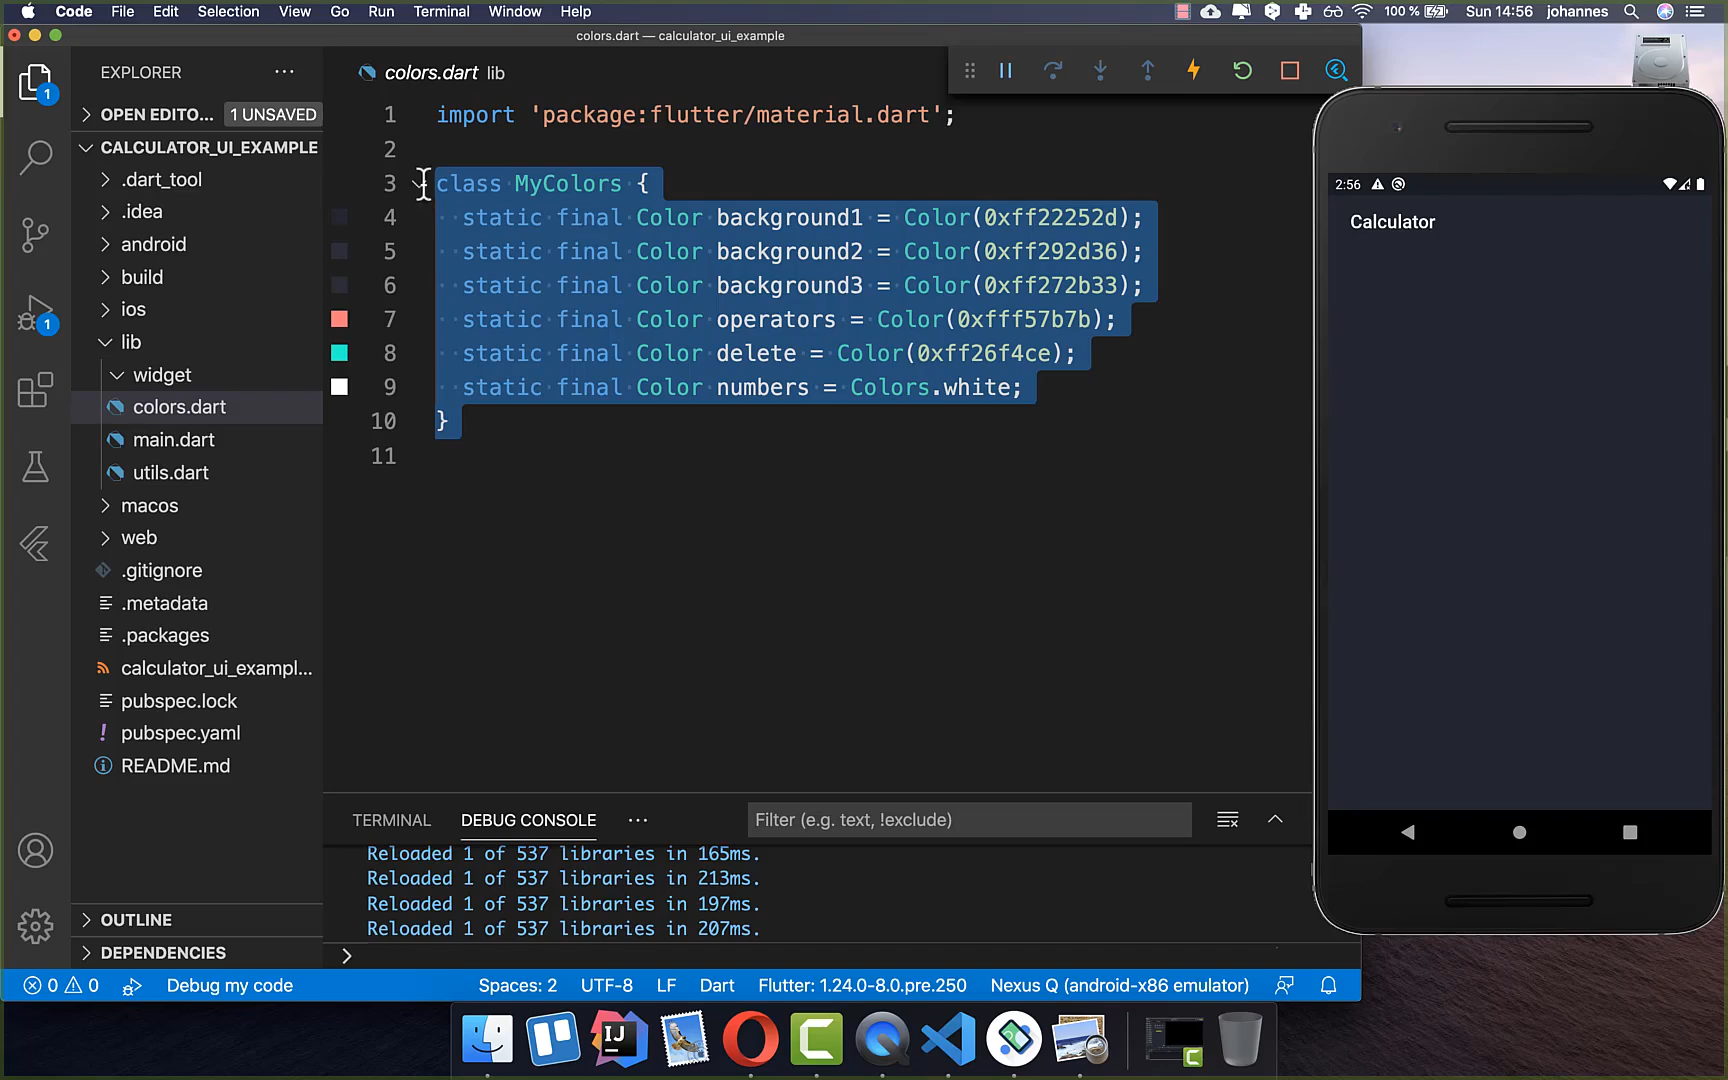 Code File Edit Selection View Go Run Terminal Window Help
100 % Sun 14:56 johannes
colors.dart — calculator_ui_example
EXPLORER
OPEN EDITO... 1 UNSAVED
CALCULATOR_UI_EXAMPLE
.dart_tool
.idea
android
build
ios
lib
widget
colors.dart
main.dart
utils.dart
macos
web
.gitignore
.metadata
.packages
calculator_ui_exampl...
pubspec.lock
pubspec.yaml
README.md
OUTLINE
DEPENDENCIES
1
1
colors.dart lib
1 import 'package:flutter/material.dart';
2
3 class MyColors {
4 static final Color background1 = Color(0xff22252d);
5 static final Color background2 = Color(0xff292d36);
6 static final Color background3 = Color(0xff272b33);
7 static final Color operators = Color(0xfff57b7b);
8 static final Color delete = Color(0xff26f4ce);
9 static final Color numbers = Colors.white;
10 }
11
TERMINAL DEBUG CONSOLE ... Filter (e.g. text, !exclude)
Reloaded 1 of 537 libraries in 165ms.
Reloaded 1 of 537 libraries in 213ms.
Reloaded 1 of 537 libraries in 197ms.
Reloaded 1 of 537 libraries in 207ms.
0 0 Debug my code Spaces: 2 UTF-8 LF Dart Flutter: 1.24.0-8.0.pre.250 Nexus Q (android-x86 emulator)
2:56
Calculator
IJ